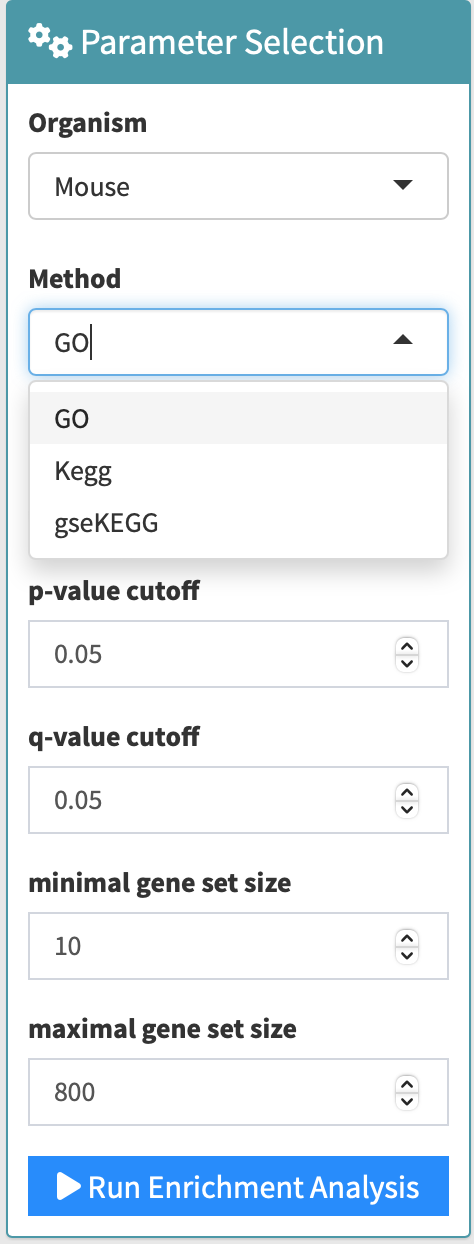 Parameter Selection
Organism
Mouse
Method
GO
GO
Kegg
gseKEGG
p-value cutoff
0.05
q-value cutoff
0.05
minimal gene set size
10
maximal gene set size
800
Run Enrichment Analysis